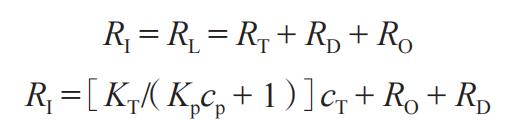 R_I = R_L = R_T + R_D + R_O
R_I = [ K_T/( K_p c_p + 1 ) ] c_T + R_O + R_D